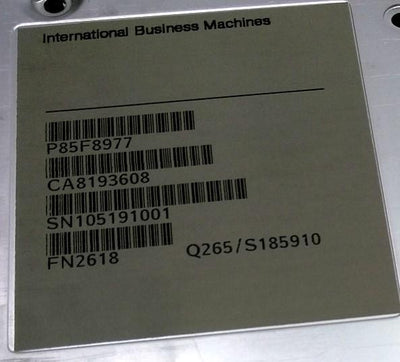 International Business Machines
P85F8977
CA8193608
SN105191001
FN2618 Q265/S185910